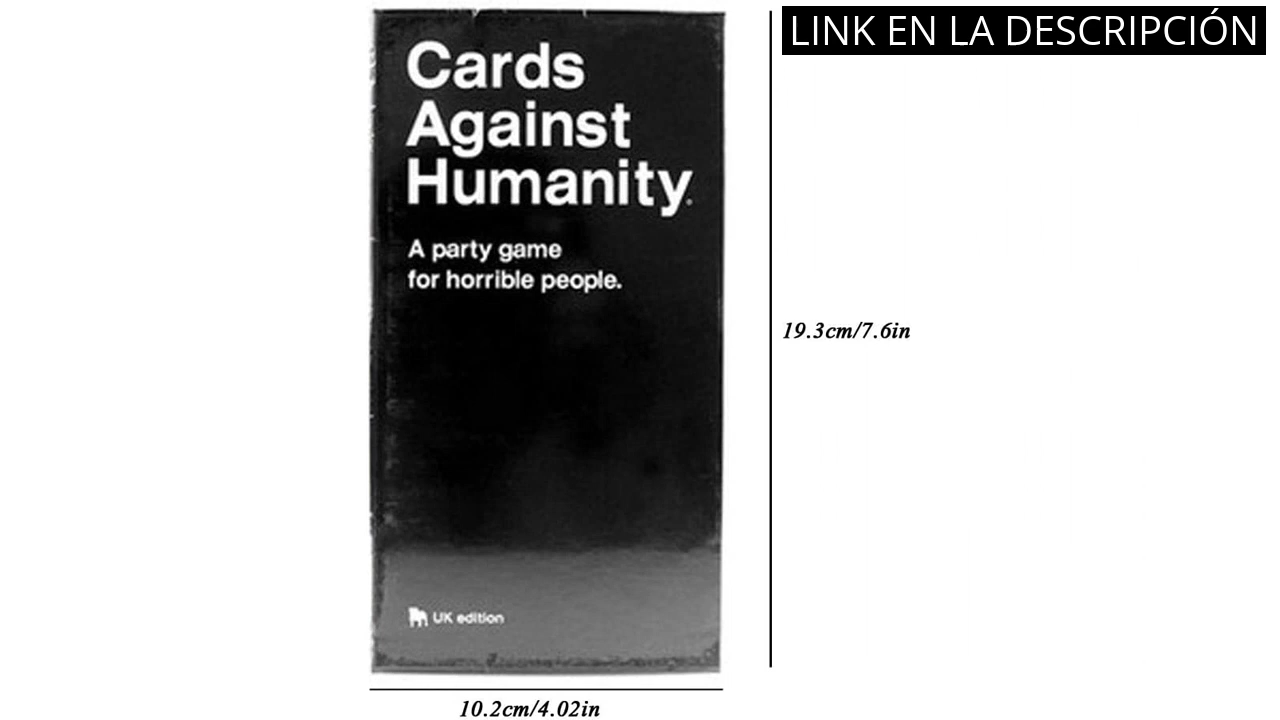 LINK EN LA DESCRIPCIÓN
Cards
Against
Humanity.
A party game
for horrible people.
19.3cm/7.6in
UK edition
10.2cm/4.02in